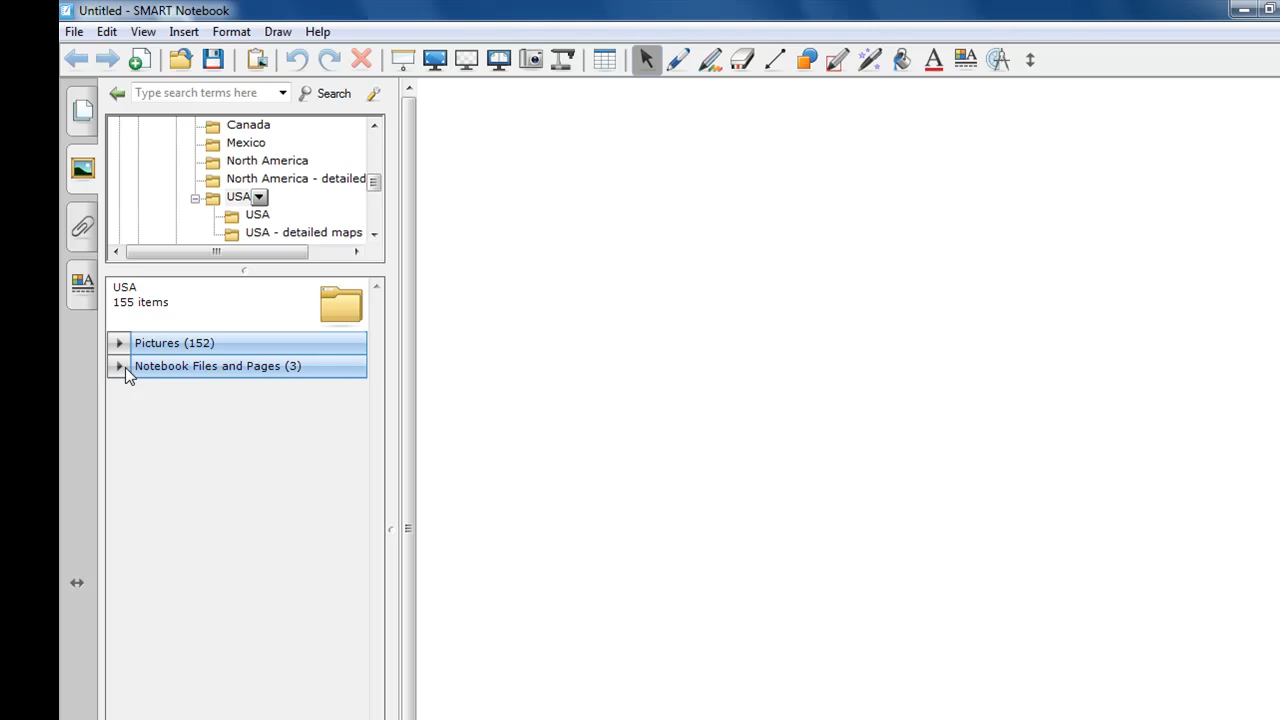 Untitled - SMART Notebook
File Edit View Insert Format Draw Help
Type search terms here Search
Canada
Mexico
North America
North America - detailed
USA
USA
USA - detailed maps
USA
155 items
Pictures (152)
Notebook Files and Pages (3)